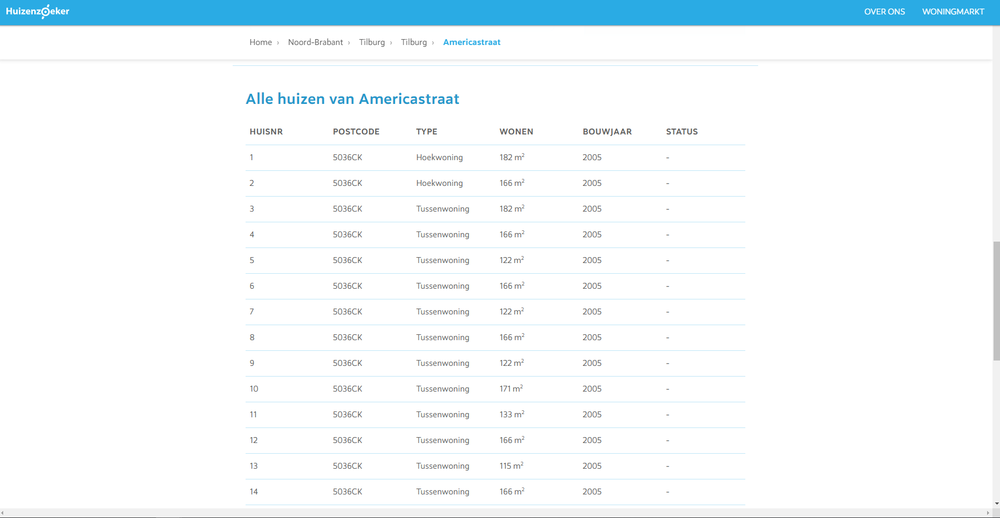 Huizenzoeker OVER ONS WONINGMARKT
Home › Noord-Brabant › Tilburg › Tilburg › Americastraat
Alle huizen van Americastraat
HUISNR POSTCODE TYPE WONEN BOUWJAAR STATUS
1 5036CK Hoekwoning 182 m² 2005 -
2 5036CK Hoekwoning 166 m² 2005 -
3 5036CK Tussenwoning 182 m² 2005 -
4 5036CK Tussenwoning 166 m² 2005 -
5 5036CK Tussenwoning 122 m² 2005 -
6 5036CK Tussenwoning 166 m² 2005 -
7 5036CK Tussenwoning 122 m² 2005 -
8 5036CK Tussenwoning 166 m² 2005 -
9 5036CK Tussenwoning 122 m² 2005 -
10 5036CK Tussenwoning 171 m² 2005 -
11 5036CK Tussenwoning 133 m² 2005 -
12 5036CK Tussenwoning 166 m² 2005 -
13 5036CK Tussenwoning 115 m² 2005 -
14 5036CK Tussenwoning 166 m² 2005 -